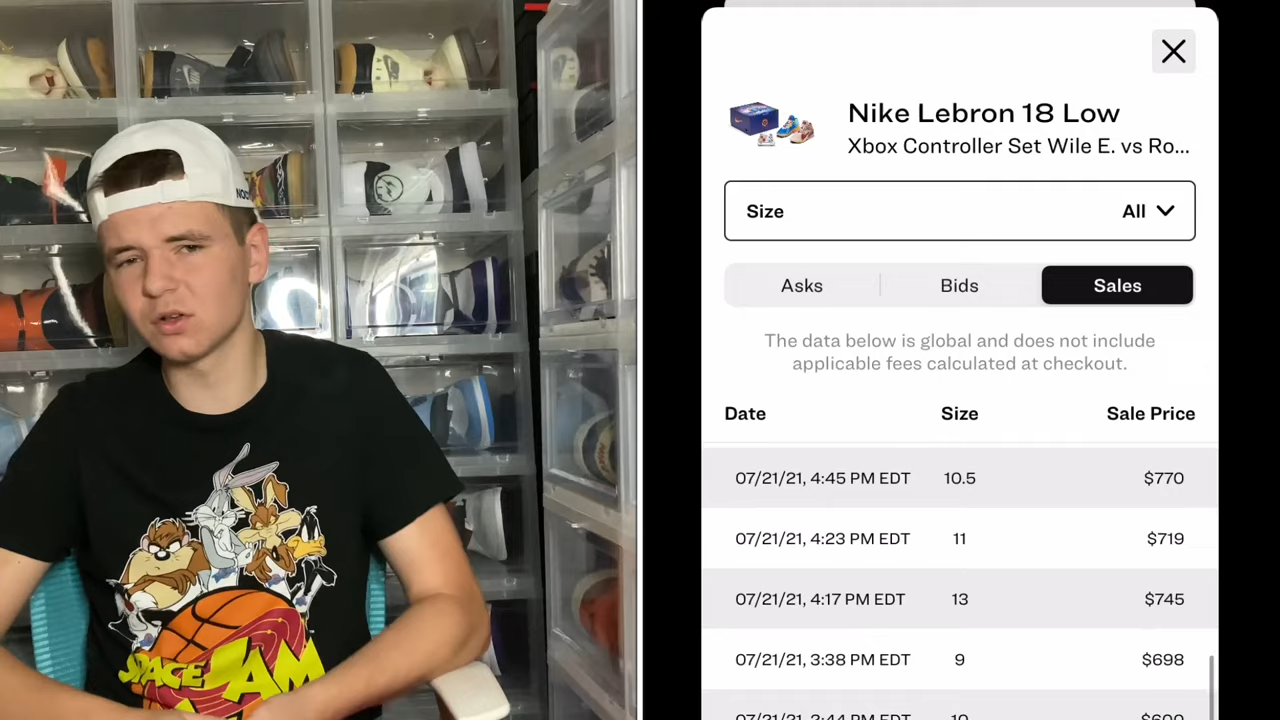 NOCT
SPACE JAM
Nike Lebron 18 Low
Xbox Controller Set Wile E. vs Ro...
Size
All
Asks
Bids
Sales
The data below is global and does not include
applicable fees calculated at checkout.
Date Size Sale Price
07/21/21, 4:45 PM EDT 10.5 $770
07/21/21, 4:23 PM EDT 11 $719
07/21/21, 4:17 PM EDT 13 $745
07/21/21, 3:38 PM EDT 9 $698